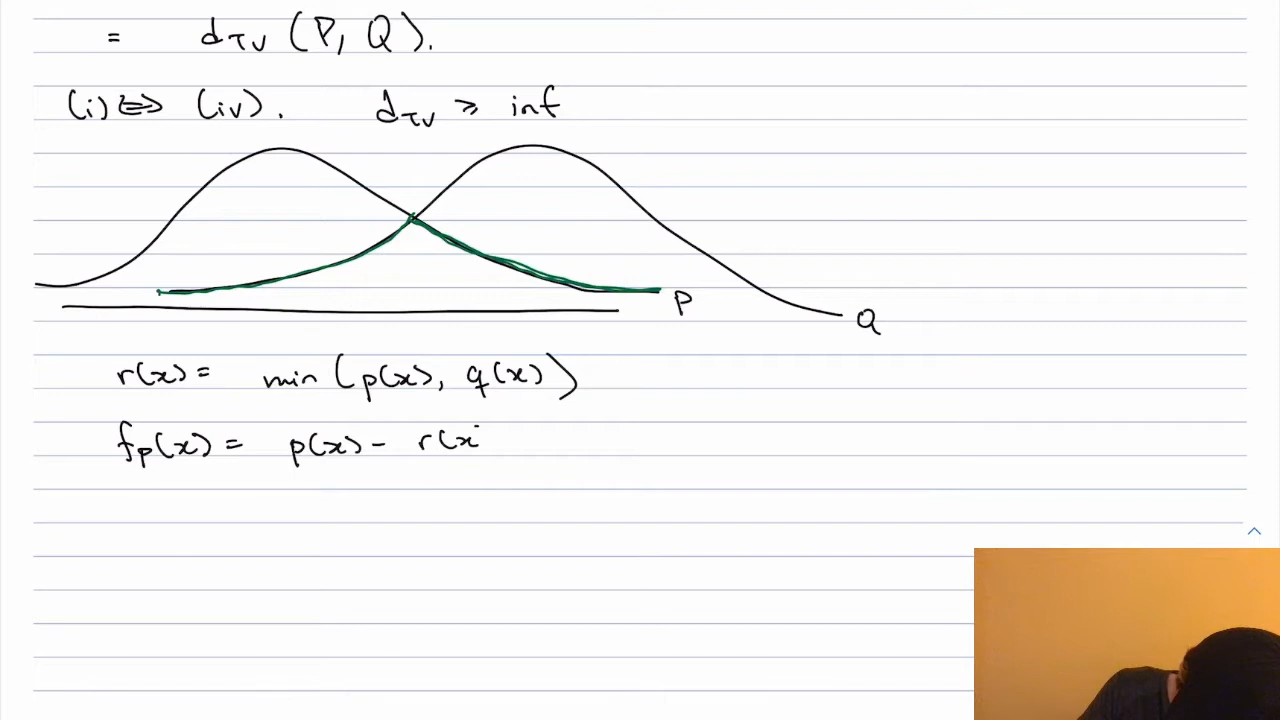 = d_TV (P, Q).
(i) ⟺ (iv). d_TV ≥ inf
P
Q
r(x) = min (p(x), q(x))
f_p(x) = p(x) - r(x